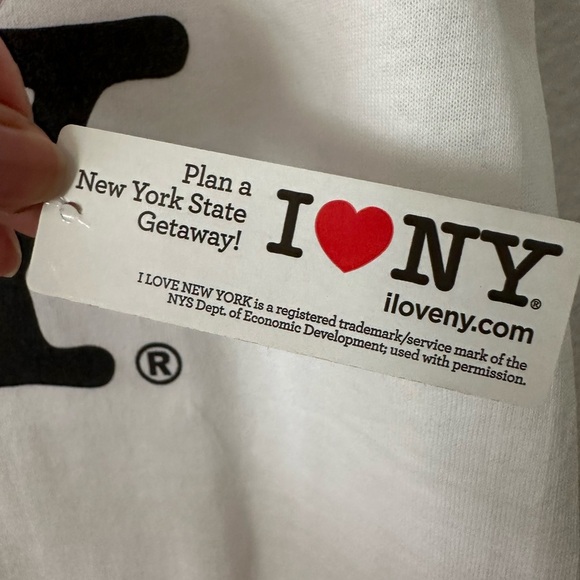 Plan a
New York State
Getaway!
I❤NY®
iloveny.com
I LOVE NEW YORK is a registered trademark/service mark of the
NYS Dept. of Economic Development; used with permission.
I
®